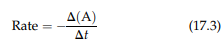 Rate = −Δ(A)/Δt (17.3)